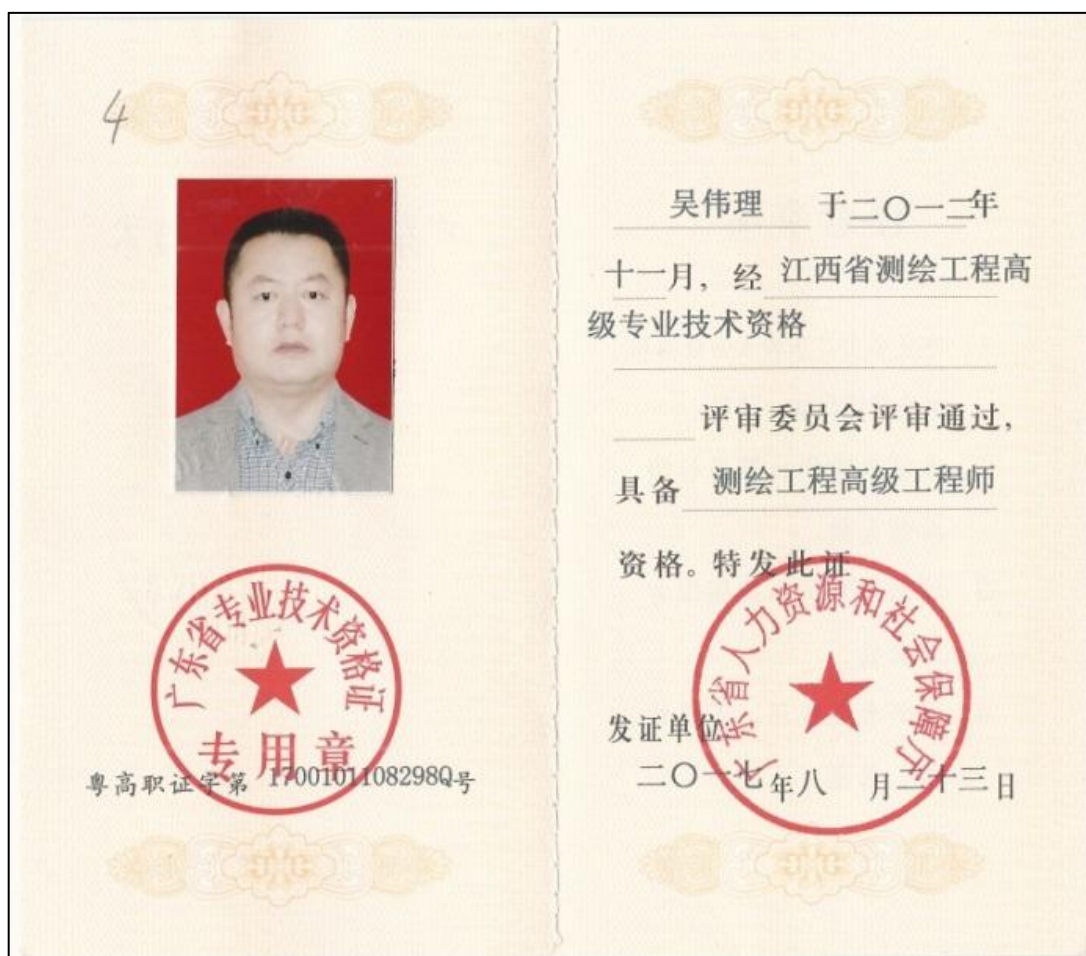 4
广东省专业技术资格证
专用章
粤高职证字第 1700101108298Q号
吴伟理 于二〇一二年
十一月，经 江西省测绘工程高
级专业技术资格
评审委员会评审通过，
具备 测绘工程高级工程师
资格。特发此证
广东省人力资源和社会保障厅
发证单位
二〇一七年八 月二十三日